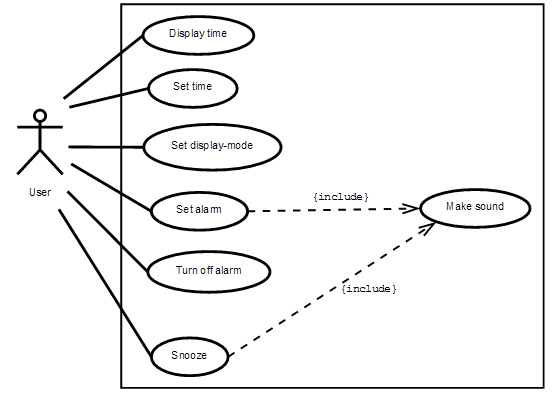 Display time
Set time
Set display-mode
User
Set alarm
{include}
Make sound
Turn off alarm
{include}
Snooze